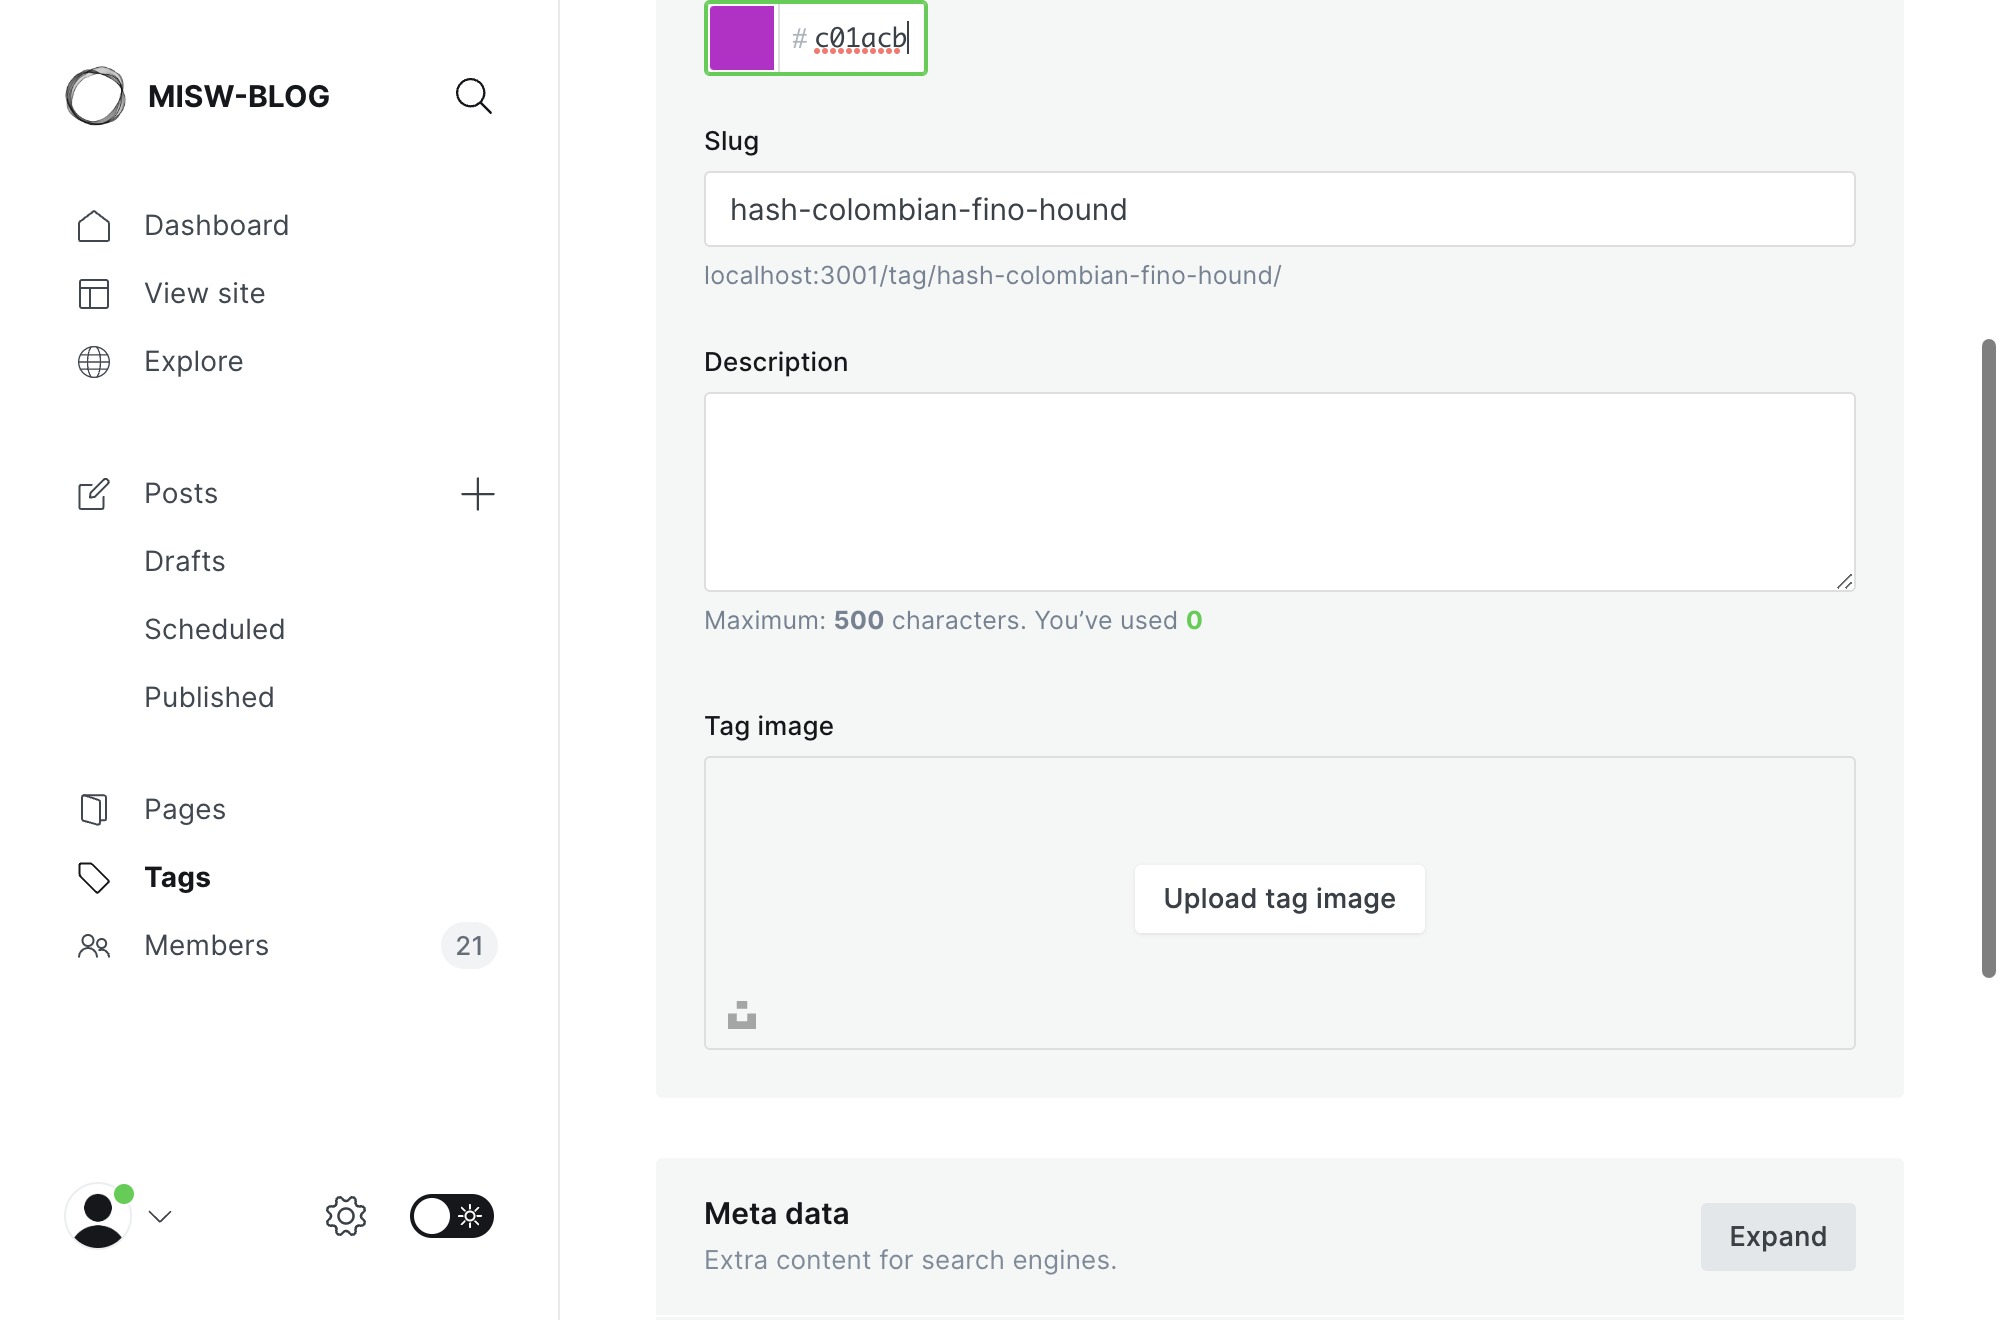 # c01acb
MISW-BLOG
Slug
hash-colombian-fino-hound
Dashboard
localhost:3001/tag/hash-colombian-fino-hound/
View site
Explore
Description
Posts
Drafts
Scheduled
Maximum: 500 characters. You’ve used 0
Published
Tag image
Pages
Tags
Upload tag image
Members
21
Meta data
Extra content for search engines.
Expand